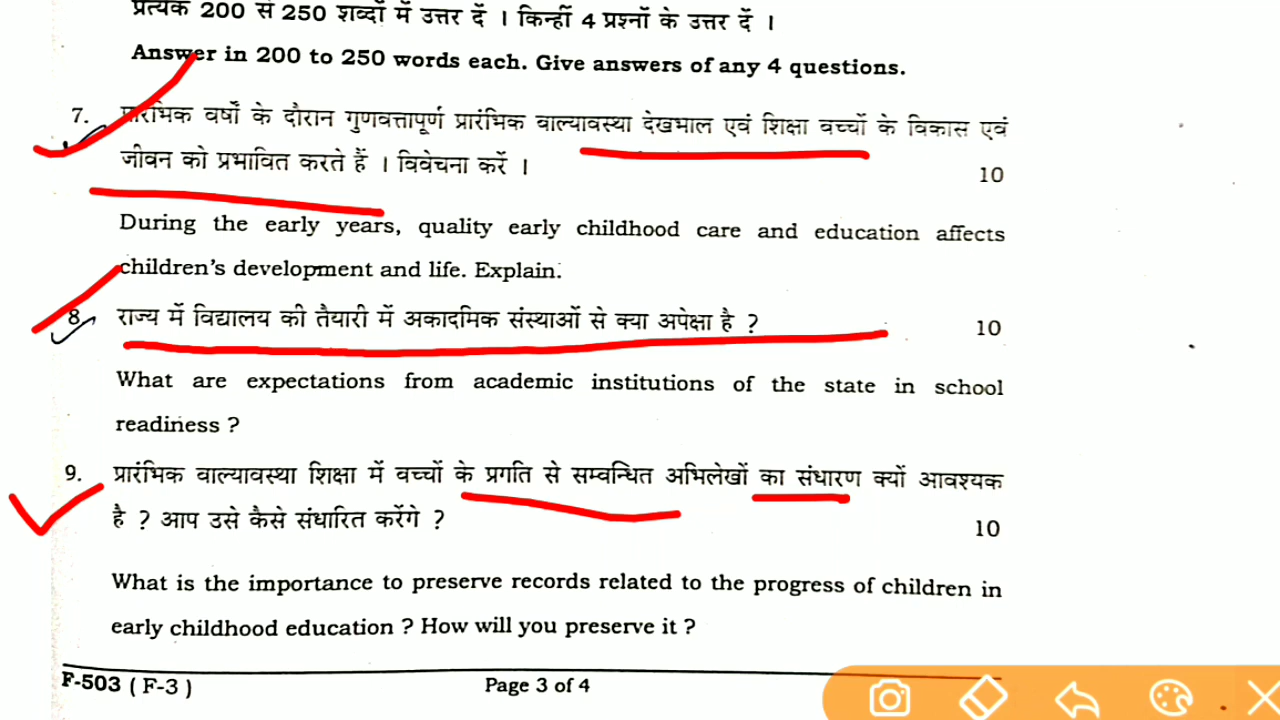 प्रत्येक 200 से 250 शब्दों में उत्तर दें । किन्हीं 4 प्रश्नों के उत्तर दें ।
Answer in 200 to 250 words each. Give answers of any 4 questions.
7. प्रारंभिक वर्षों के दौरान गुणवत्तापूर्ण प्रारंभिक वाल्यावस्था देखभाल एवं शिक्षा बच्चों के विकास एवं
जीवन को प्रभावित करते हैं । विवेचना करें । 10
During the early years, quality early childhood care and education affects
children's development and life. Explain.
8. राज्य में विद्यालय की तैयारी में अकादमिक संस्थाओं से क्या अपेक्षा है ? 10
What are expectations from academic institutions of the state in school
readiness ?
9. प्रारंभिक वाल्यावस्था शिक्षा में बच्चों के प्रगति से सम्बन्धित अभिलेखों का संधारण क्यों आवश्यक
है ? आप उसे कैसे संधारित करेंगे ? 10
What is the importance to preserve records related to the progress of children in
early childhood education ? How will you preserve it ?
F-503 ( F-3 ) Page 3 of 4